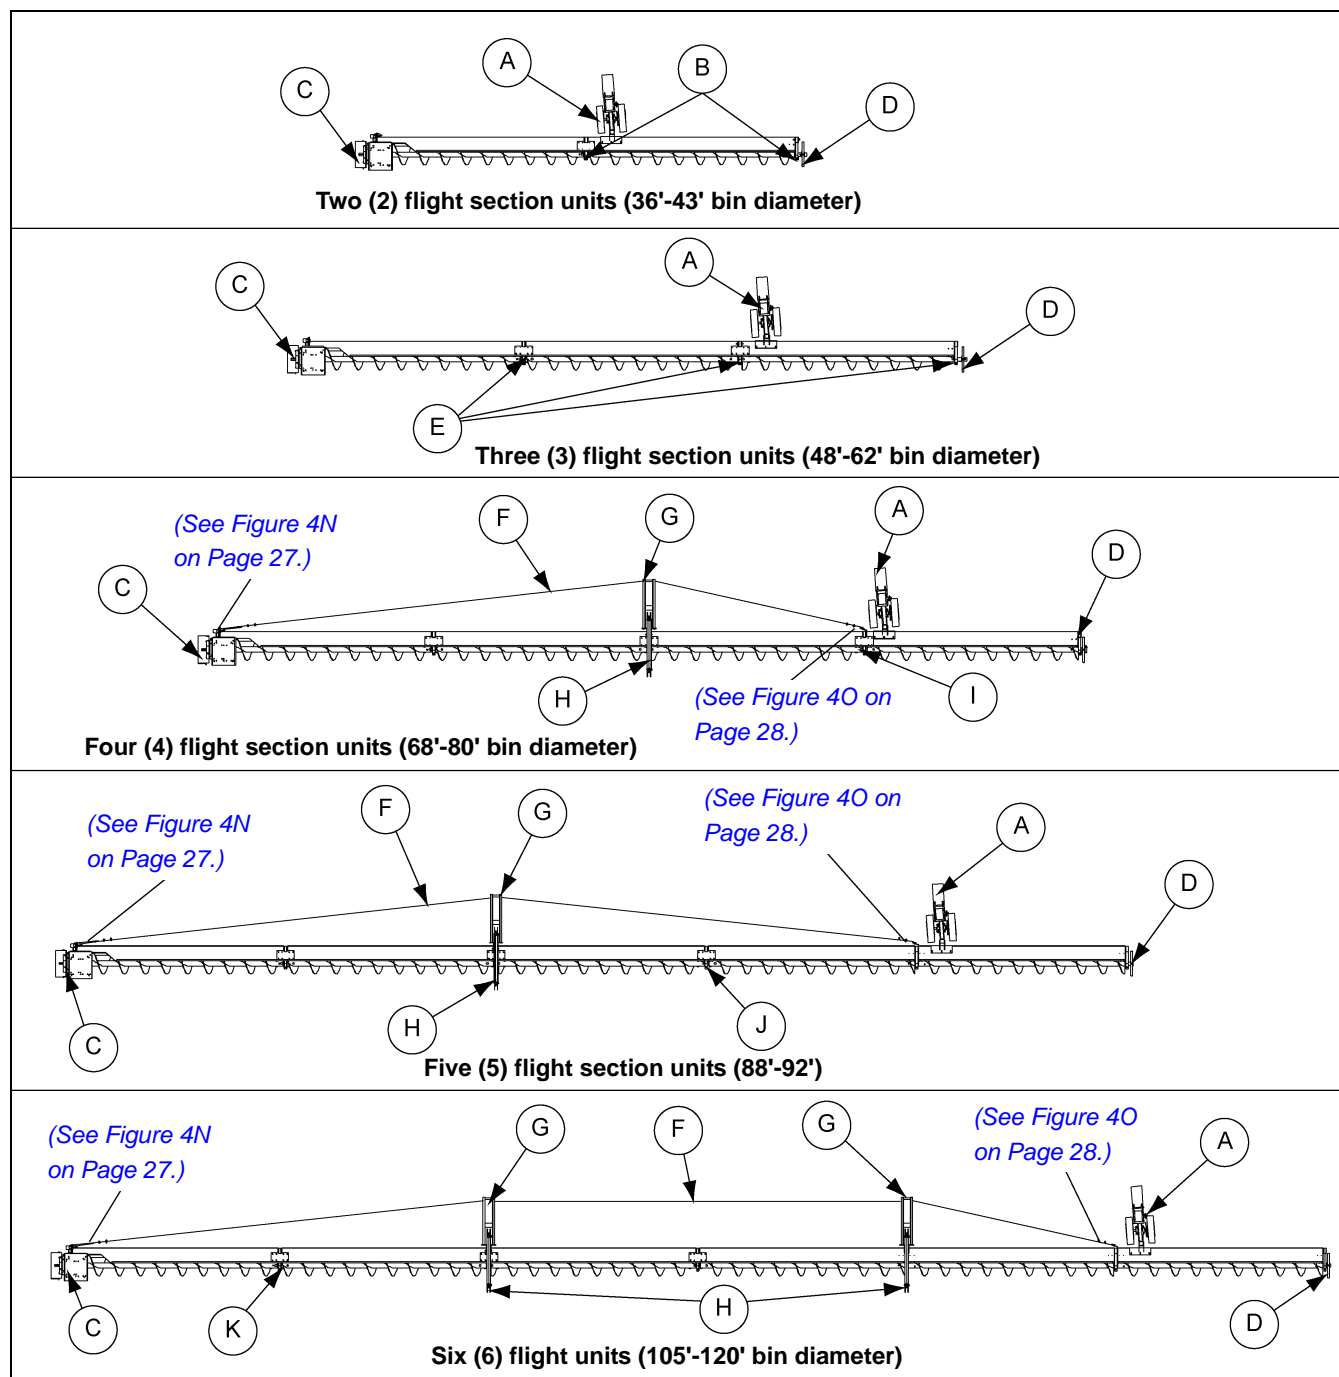 A
B
C
D
Two (2) flight section units (36'-43' bin diameter)
A
C
D
E
Three (3) flight section units (48'-62' bin diameter)
(See Figure 4N
on Page 27.)
F
G
A
D
C
H
(See Figure 4O on
Page 28.)
I
Four (4) flight section units (68'-80' bin diameter)
(See Figure 4N
on Page 27.)
F
G
(See Figure 4O on
Page 28.)
A
D
C
H
J
Five (5) flight section units (88'-92')
(See Figure 4N
on Page 27.)
G
F
G
(See Figure 4O
on Page 28.)
A
C
K
H
D
Six (6) flight units (105'-120' bin diameter)